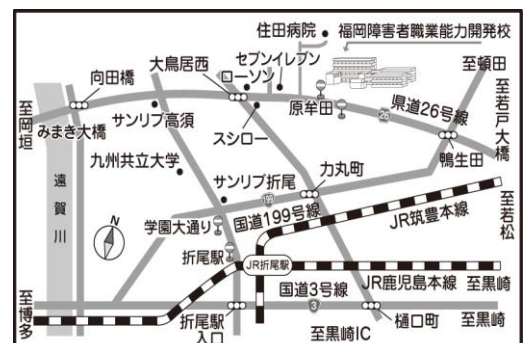 住田病院
福岡障害者職業能力開発校
セブンイレブン
ローソン
大鳥居西
向田橋
至頓田
至岡垣
みまき大橋
サンリブ高須
スシロー
原牟田
26
県道26号線
至若戸大橋
鴨生田
九州共立大学
サンリブ折尾
力丸町
遠賀川
N
学園大通り
199
国道199号線
JR筑豊本線
至若松
折尾駅
JR折尾駅
JR鹿児島本線
至黒崎
至博多
国道3号線
3
折尾駅
入口
樋口町
至黒崎
至黒崎IC